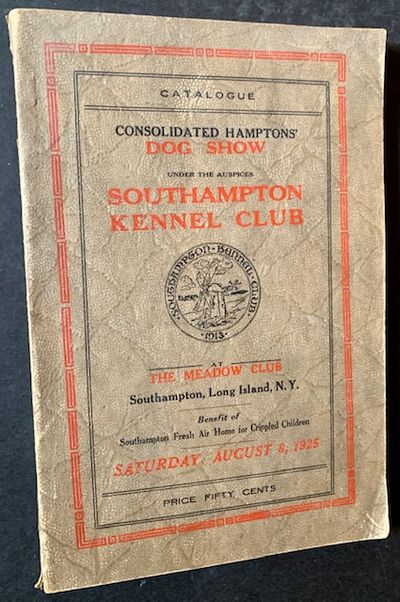 CATALOGUE
CONSOLIDATED HAMPTONS'
DOG SHOW
UNDER THE AUSPICES
SOUTHAMPTON
KENNEL CLUB
SOUTHAMPTON · KENNEL · CLUB ·
· 1913 ·
AT
THE MEADOW CLUB
Southampton, Long Island, N. Y.
Benefit of
Southampton Fresh Air Home for Crippled Children
SATURDAY, AUGUST 8, 1925
PRICE FIFTY CENTS